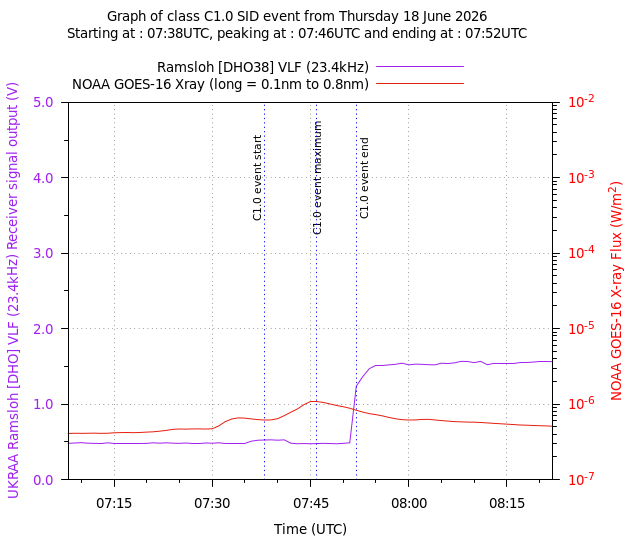 Graph of class C1.0 SID event from Thursday 18 June 2026
Starting at : 07:38UTC, peaking at : 07:46UTC and ending at : 07:52UTC
Ramsloh [DHO38] VLF (23.4kHz)
NOAA GOES-16 Xray (long = 0.1nm to 0.8nm)
UKRAA Ramsloh [DHO] VLF (23.4kHz) Receiver signal output (V)
5.0
4.0
3.0
2.0
1.0
0.0
C1.0 event start
C1.0 event maximum
C1.0 event end
10-2
10-3
10-4
10-5
10-6
10-7
NOAA GOES-16 X-ray Flux (W/m2)
07:15
07:30
07:45
08:00
08:15
Time (UTC)